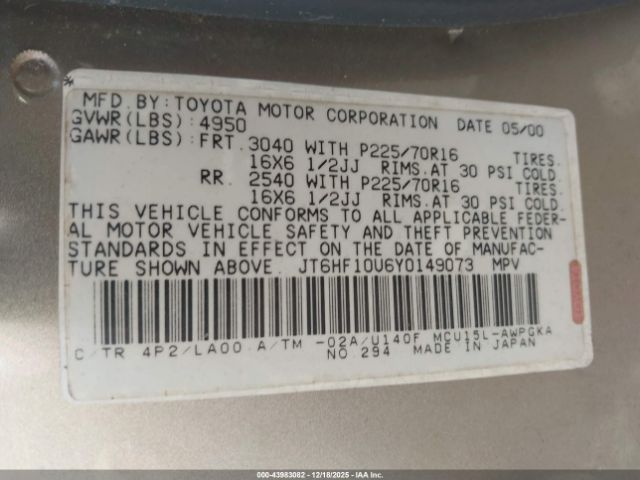 MFD.BY:TOYOTA MOTOR CORPORATION DATE 05/00
GVWR(LBS):4950
GAWR(LBS):FRT. 3040 WITH P225/70R16 TIRES.
16X6 1/2JJ RIMS.AT 30 PSI COLD.
RR. 2540 WITH P225/70R16 TIRES.
16X6 1/2JJ RIMS.AT 30 PSI COLD.
THIS VEHICLE CONFORMS TO ALL APPLICABLE FEDER-
AL MOTOR VEHICLE SAFETY AND THEFT PREVENTION
STANDARDS IN EFFECT ON THE DATE OF MANUFAC-
TURE SHOWN ABOVE. JT6HF10U6Y0149073 MPV
C/TR 4P2/LA00 A/TM -02A/U140F MCU15L-AWPGKA
NO.294 MADE IN JAPAN
000-43983082 - 12/18/2025 - IAA Inc.